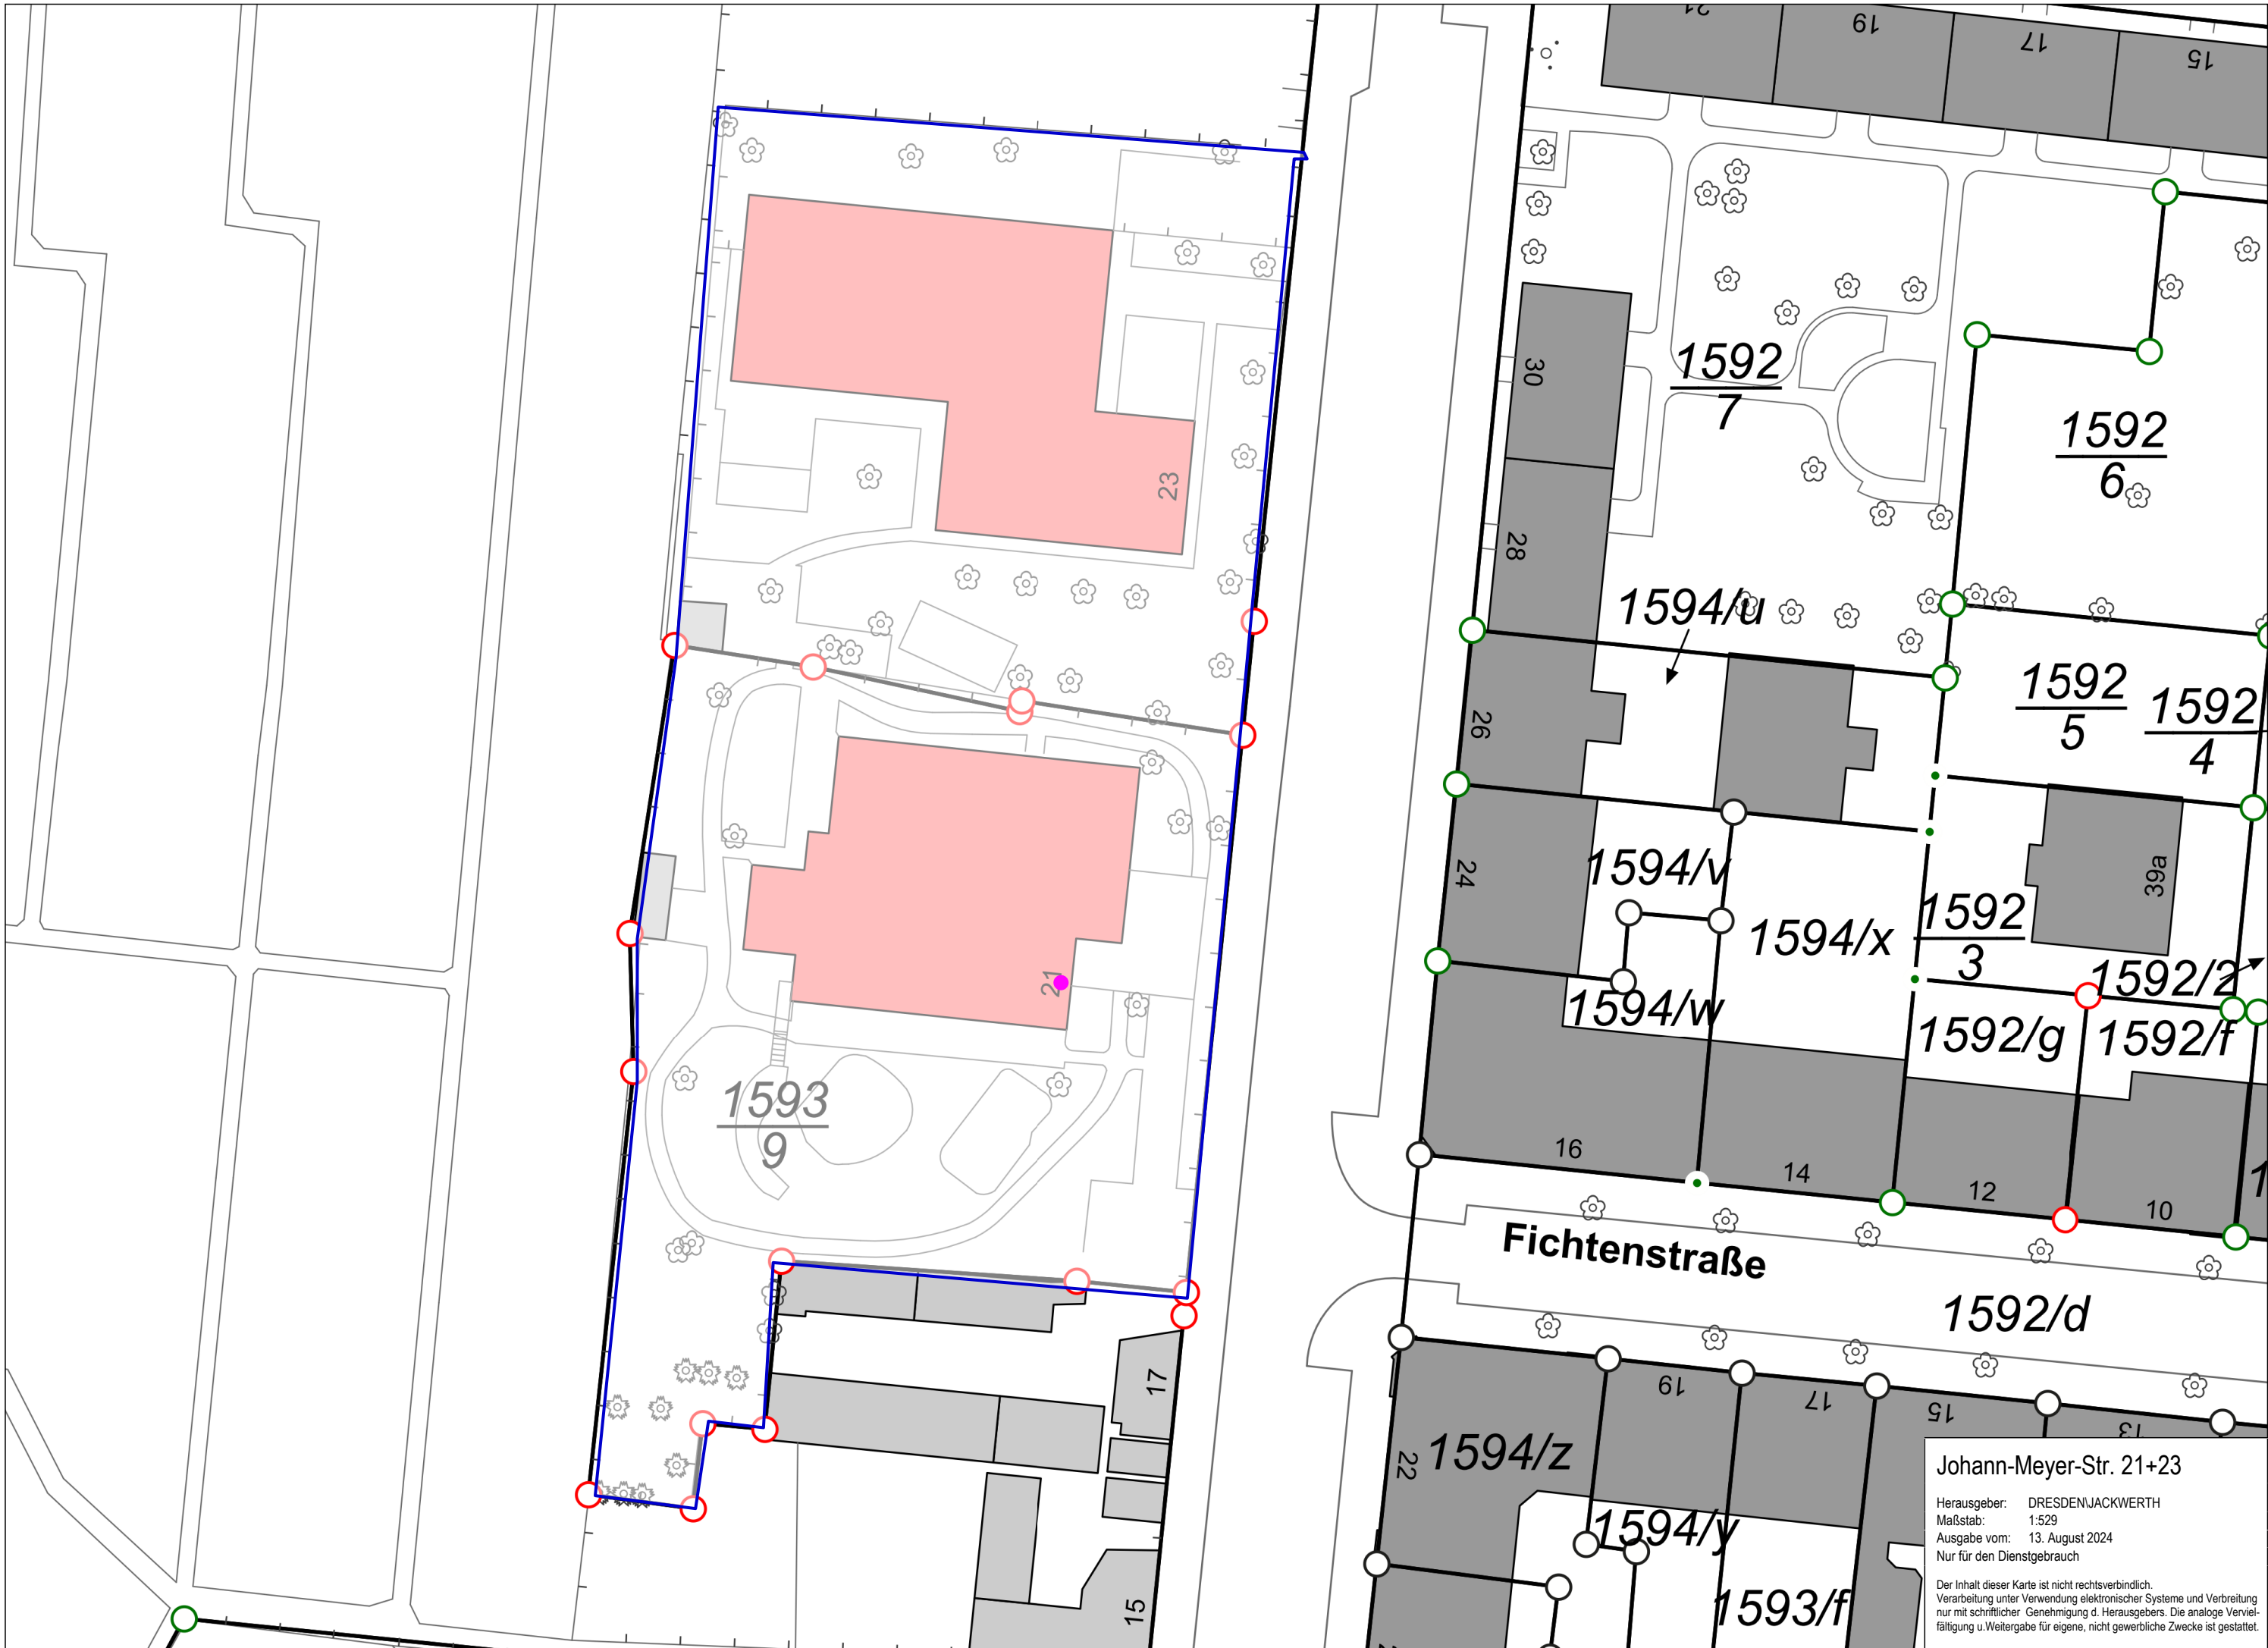 21
19
17
15
30
1592
7
1592
6
23
28
1594/u
1592
5
1592
4
26
24
1594/v
39a
1594/x
1592
3
21
1592/2
1594/w
1592/g
1592/f
1593
9
16
14
12
10
1
Fichtenstraße
1592/d
17
19
17
15
13
22
1594/z
1594/y
15
1593/f
Johann-Meyer-Str. 21+23
Herausgeber: DRESDEN\JACKWERTH
Maßstab: 1:529
Ausgabe vom: 13. August 2024
Nur für den Dienstgebrauch
Der Inhalt dieser Karte ist nicht rechtsverbindlich.
Verarbeitung unter Verwendung elektronischer Systeme und Verbreitung
nur mit schriftlicher Genehmigung d. Herausgebers. Die analoge Verviel-
fältigung u.Weitergabe für eigene, nicht gewerbliche Zwecke ist gestattet.